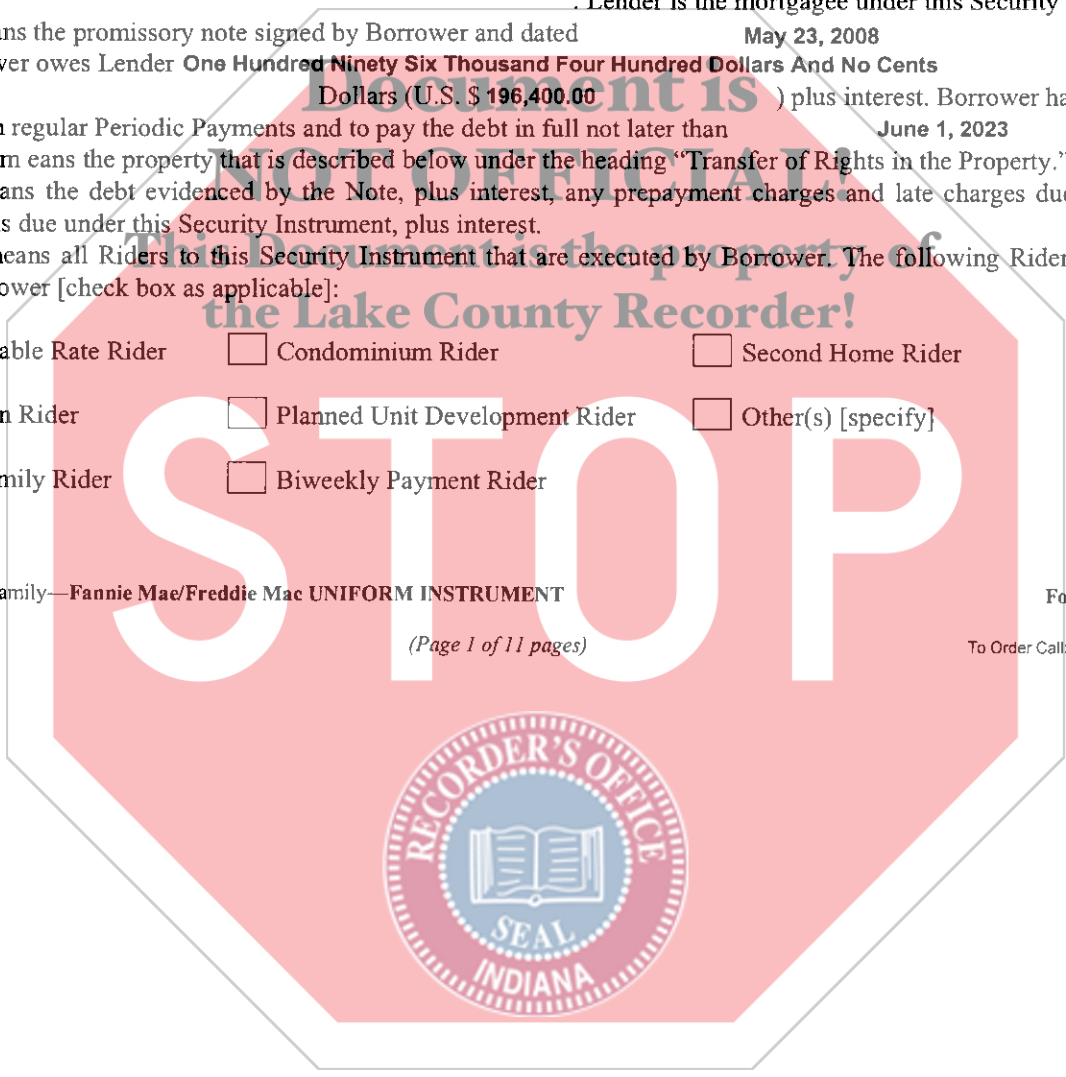 . Lender is the mortgagee under this Security
ns the promissory note signed by Borrower and dated May 23, 2008
ver owes Lender One Hundred Ninety Six Thousand Four Hundred Dollars And No Cents
Dollars (U.S. $ 196,400.00 ) plus interest. Borrower ha
regular Periodic Payments and to pay the debt in full not later than June 1, 2023
m eans the property that is described below under the heading “Transfer of Rights in the Property.”
ans the debt evidenced by the Note, plus interest, any prepayment charges and late charges due
s due under this Security Instrument, plus interest.
eans all Riders to this Security Instrument that are executed by Borrower. The following Rider
ower [check box as applicable]:
able Rate Rider Condominium Rider Second Home Rider
n Rider Planned Unit Development Rider Other(s) [specify]
mily Rider Biweekly Payment Rider
amily—Fannie Mae/Freddie Mac UNIFORM INSTRUMENT Fo
(Page 1 of 11 pages) To Order Call:
Document is
NOT OFFICIAL!
This Document is the property of
the Lake County Recorder!
STOP
RECORDER'S OFFICE
SEAL
INDIANA